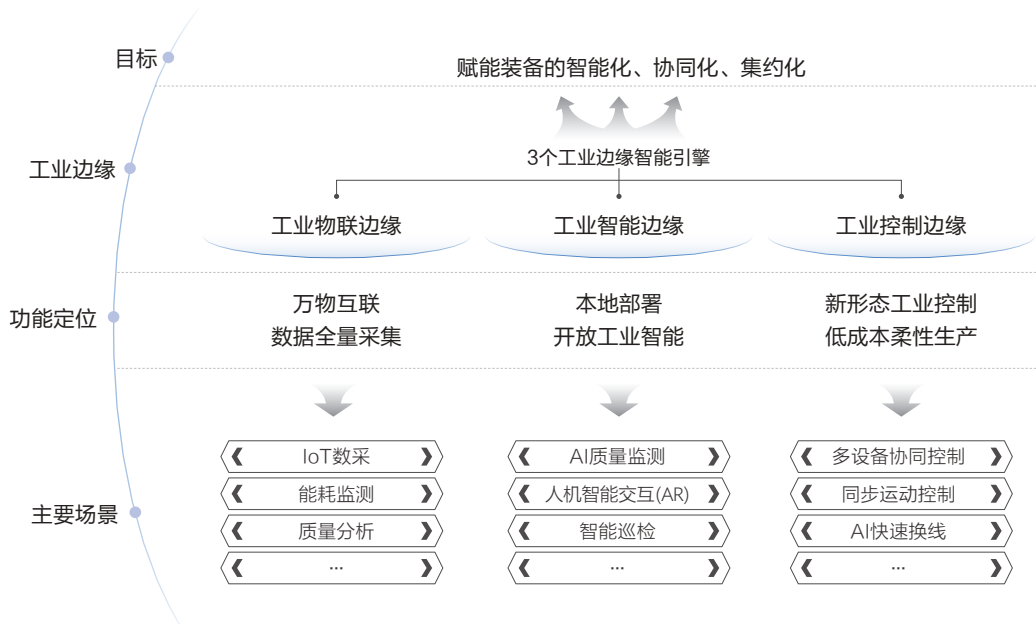 目标
赋能装备的智能化、协同化、集约化
工业边缘
3个工业边缘智能引擎
工业物联边缘
工业智能边缘
工业控制边缘
功能定位
万物互联
数据全量采集
本地部署
开放工业智能
新形态工业控制
低成本柔性生产
主要场景
IoT数采
能耗监测
质量分析
...
AI质量监测
人机智能交互(AR)
智能巡检
...
多设备协同控制
同步运动控制
AI快速换线
...